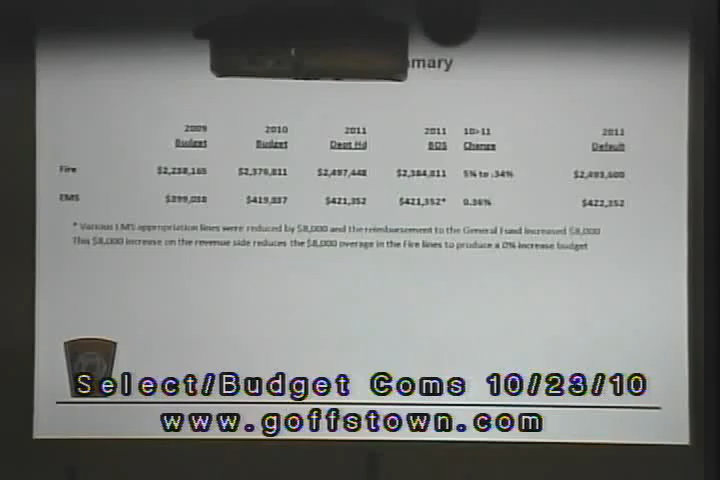 mary
2009 2010 2011 2011 10>11 2011
Budget Budget Dept Hd BOS Change Default
Fire $2,238,165 $2,376,811 $2,497,448 $2,384,811 5% to .34% $2,493,600
EMS $399,038 $419,837 $421,352 $421,352* 0.36% $422,352
* Various EMS appropriation lines were reduced by $8,000 and the reimbursement to the General Fund increased $8,000
This $8,000 increase on the revenue side reduces the $8,000 overage in the Fire lines to produce a 0% increase budget
Select/Budget Coms 10/23/10
www.goffstown.com